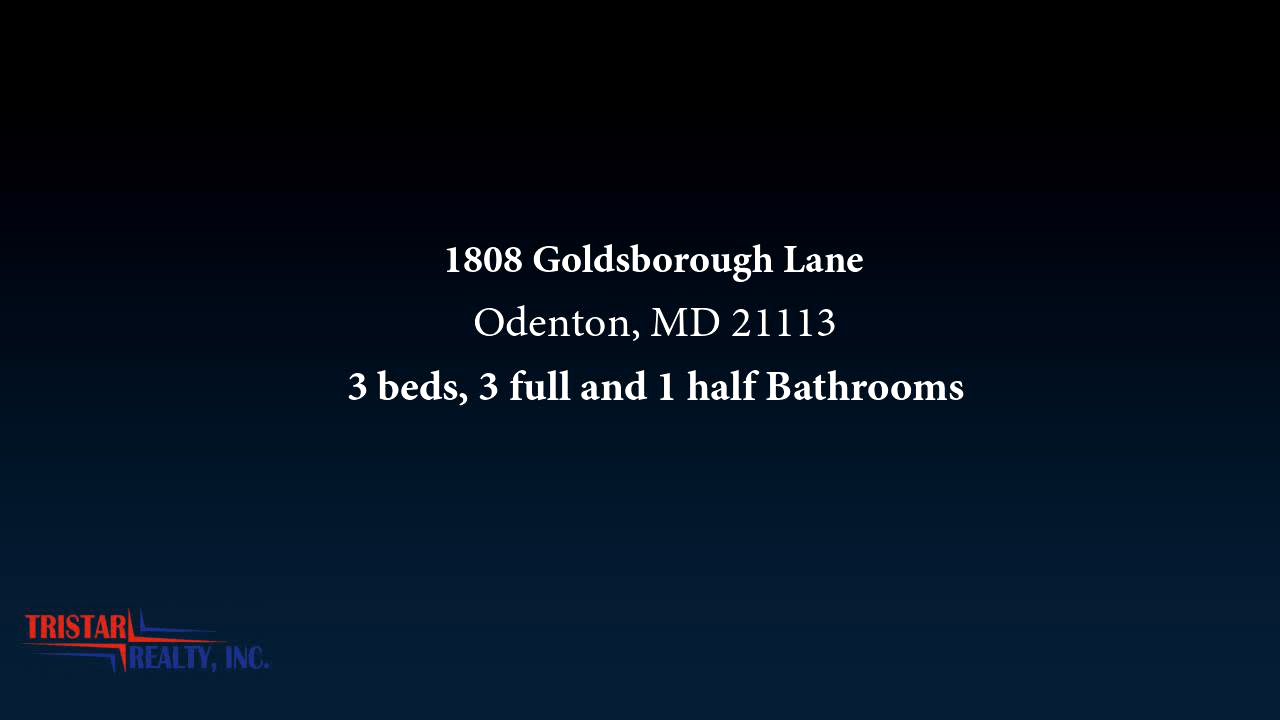 1808 Goldsborough Lane
Odenton, MD 21113
3 beds, 3 full and 1 half Bathrooms
TRISTAR
REALTY, INC.